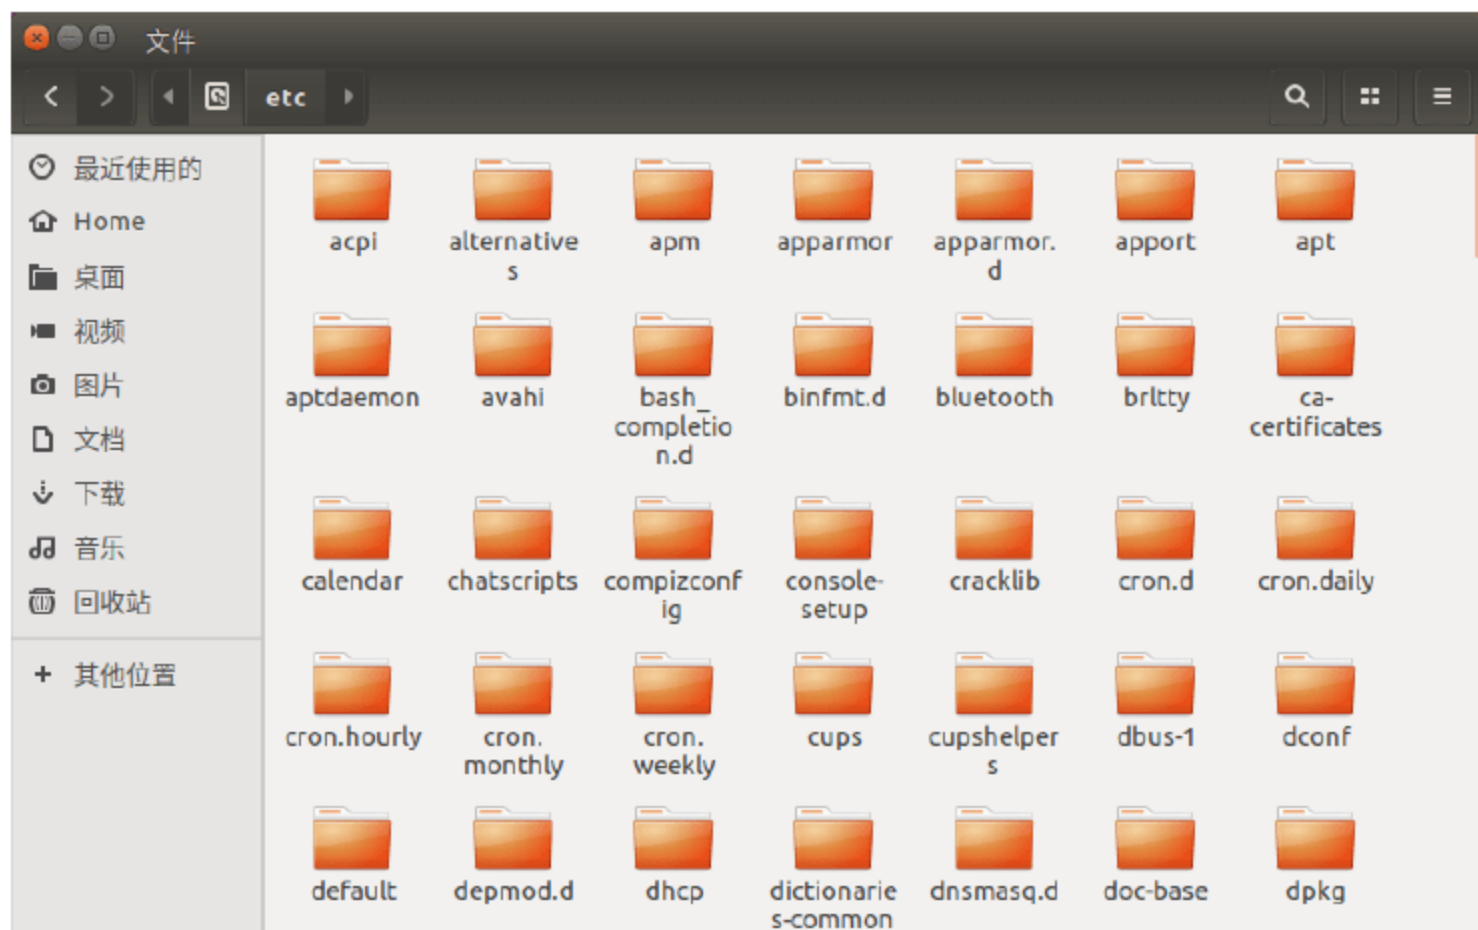 文件
etc
最近使用的
Home
桌面
视频
图片
文档
下载
音乐
回收站
其他位置
acpi
alternative
s
apm
apparmor
apparmor.
d
apport
apt
aptdaemon
avahi
bash_
completio
n.d
binfmt.d
bluetooth
brltty
ca-
certificates
calendar
chatscripts
compizconf
ig
console-
setup
cracklib
cron.d
cron.daily
cron.hourly
cron.
monthly
cron.
weekly
cups
cupshelper
s
dbus-1
dconf
default
depmod.d
dhcp
dictionarie
s-common
dnsmasq.d
doc-base
dpkg